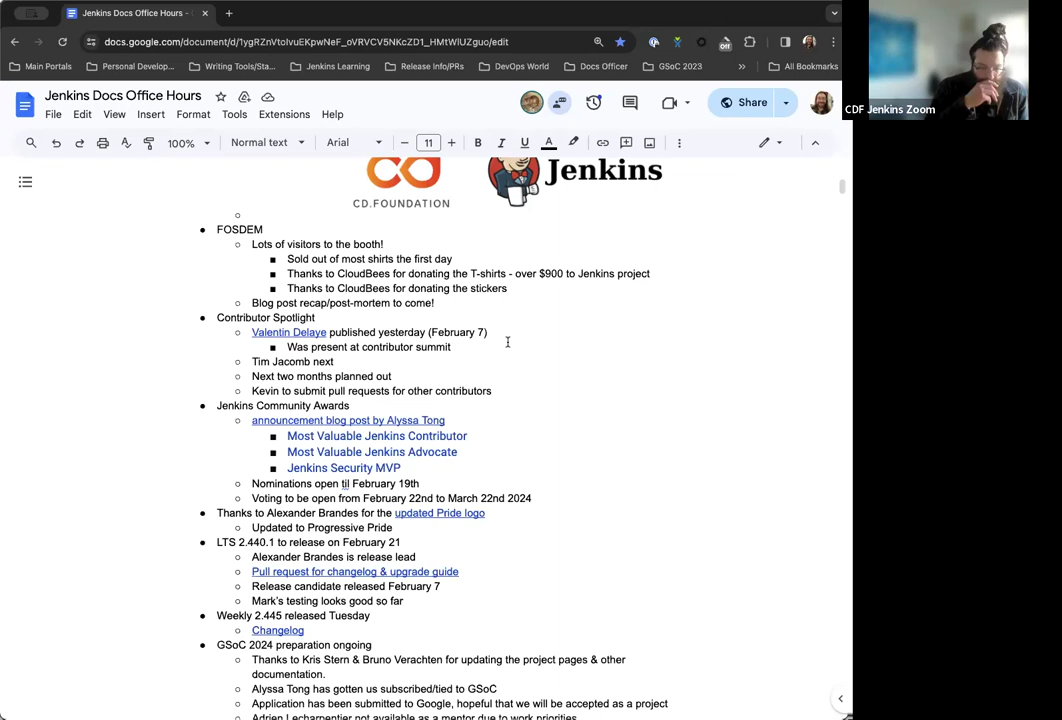 Jenkins Docs Office Hours -
docs.google.com/document/d/1ygRZnVtoIvuEKpwNeF_oVRVCV5NKcZD1_HMtWlUZguo/edit
Off
Main Portals
Personal Develop...
Writing Tools/Sta...
Jenkins Learning
Release Info/PRs
DevOps World
Docs Officer
GSoC 2023
All Bookmarks
Jenkins Docs Office Hours
Share
File Edit View Insert Format Tools Extensions Help
100% Normal text Arial 11 B I U A
CD.FOUNDATION
Jenkins
FOSDEM
Lots of visitors to the booth!
Sold out of most shirts the first day
Thanks to CloudBees for donating the T-shirts - over $900 to Jenkins project
Thanks to CloudBees for donating the stickers
Blog post recap/post-mortem to come!
Contributor Spotlight
Valentin Delaye published yesterday (February 7)
Was present at contributor summit
Tim Jacomb next
Next two months planned out
Kevin to submit pull requests for other contributors
Jenkins Community Awards
announcement blog post by Alyssa Tong
Most Valuable Jenkins Contributor
Most Valuable Jenkins Advocate
Jenkins Security MVP
Nominations open til February 19th
Voting to be open from February 22nd to March 22nd 2024
Thanks to Alexander Brandes for the updated Pride logo
Updated to Progressive Pride
LTS 2.440.1 to release on February 21
Alexander Brandes is release lead
Pull request for changelog & upgrade guide
Release candidate released February 7
Mark's testing looks good so far
Weekly 2.445 released Tuesday
Changelog
GSoC 2024 preparation ongoing
Thanks to Kris Stern & Bruno Verachten for updating the project pages & other
documentation.
Alyssa Tong has gotten us subscribed/tied to GSoC
Application has been submitted to Google, hopeful that we will be accepted as a project
Adrien Lecharpentier not available as a mentor due to work priorities
CDF Jenkins Zoom